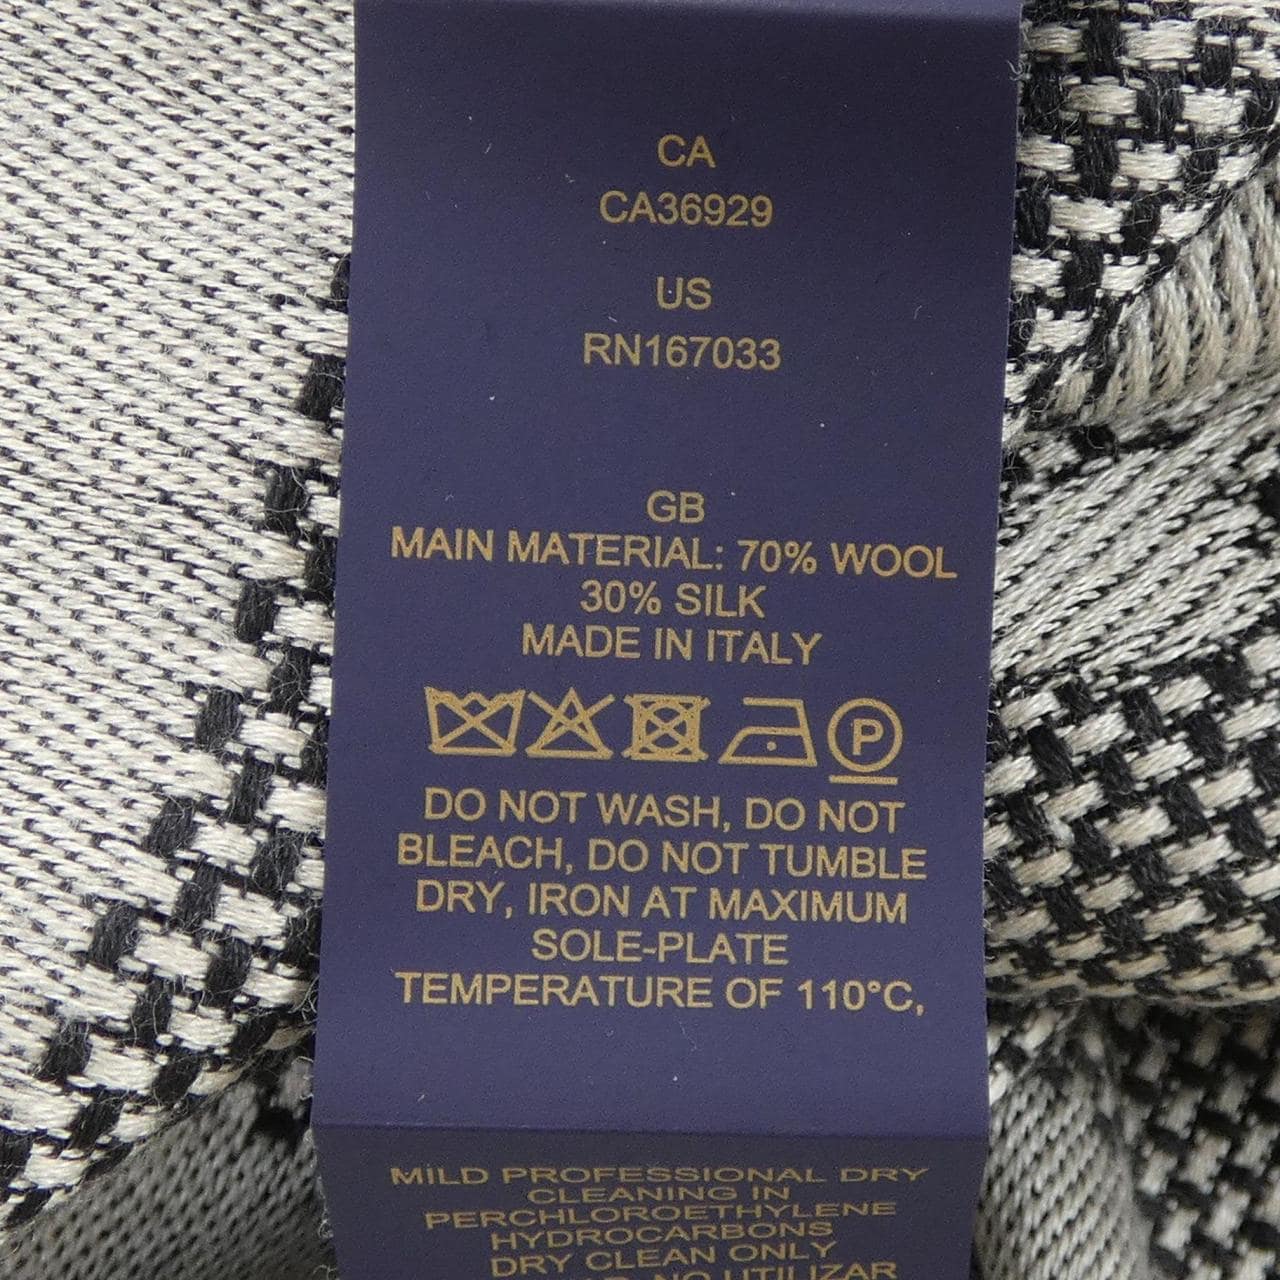 CA
CA36929
US
RN167033
GB
MAIN MATERIAL: 70% WOOL
30% SILK
MADE IN ITALY
P
DO NOT WASH, DO NOT
BLEACH, DO NOT TUMBLE
DRY, IRON AT MAXIMUM
SOLE-PLATE
TEMPERATURE OF 110°C,
MILD PROFESSIONAL DRY
CLEANING IN
PERCHLOROETHYLENE
HYDROCARBONS
DRY CLEAN ONLY
NO UTILIZAR